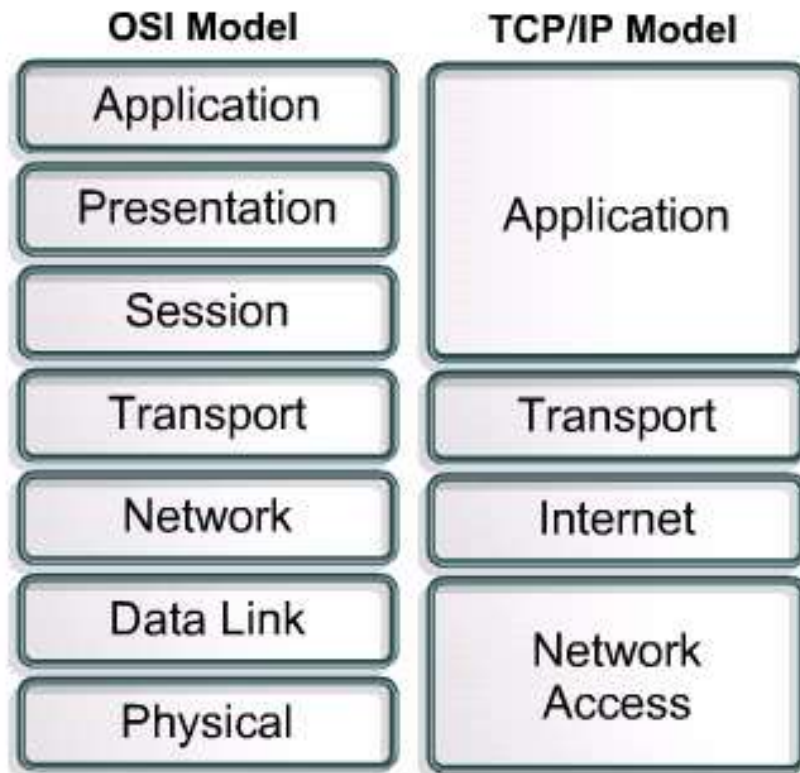 OSI Model
Application
Presentation
Session
Transport
Network
Data Link
Physical
TCP/IP Model
Application
Transport
Internet
Network
Access